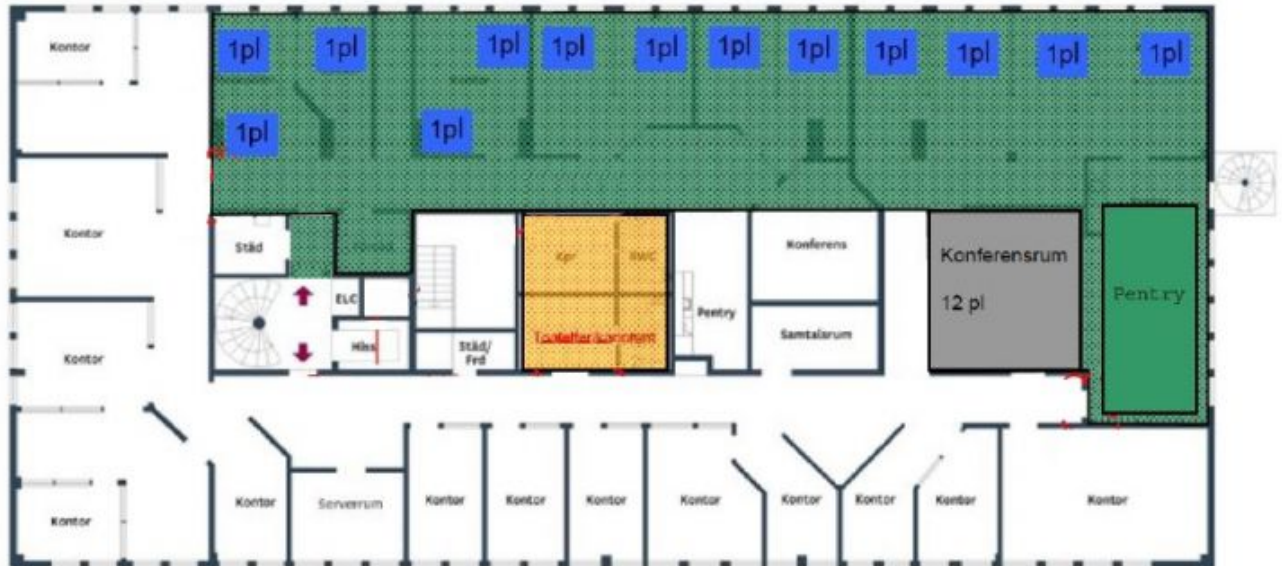 Kontor
1pl
1pl
1pl
1pl
1pl
1pl
1pl
1pl
1pl
1pl
1pl
1pl
1pl
Kontor
Städ
Kpr
RWC
Konferens
Konferensrum
12 pl
Pentry
ELC
Pentry
Hiss
Städ/
Frd
Samtalsrum
Kontor
Kontor
Kontor
Serverrum
Kontor
Kontor
Kontor
Kontor
Kontor
Kontor
Kontor
Kontor